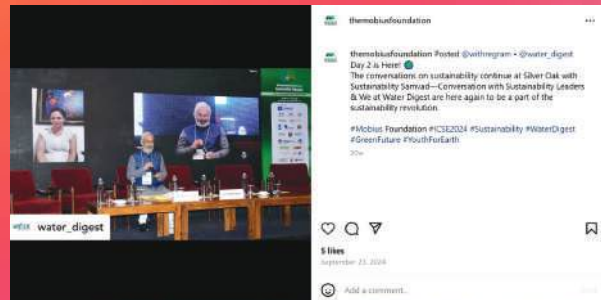 water_digest
themobiusfoundation
themobiusfoundation Posted @withregram • @water_digest
Day 2 is Here!
The conversations on sustainability continue at Silver Oak with
Sustainability Samvad—Conversation with Sustainability Leaders
& We at Water Digest are here again to be a part of the
sustainability revolution.
#Mobius Foundation #ICSE2024 #Sustainability #WaterDigest
#GreenFuture #YouthForEarth
5 likes
September 23, 2024
Add a comment...